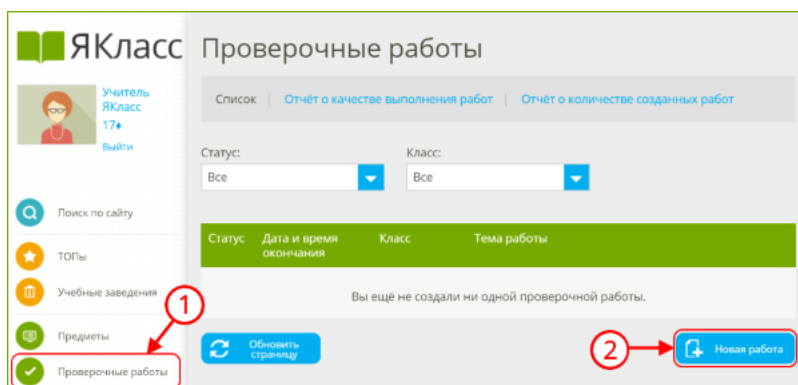 ЯКласс
Учитель
ЯКласс
17
Выйти
Поиск по сайту
ТОПы
Учебные заведения
1
Предметы
Проверочные работы
Проверочные работы
Список | Отчёт о качестве выполнения работ | Отчёт о количестве созданных работ
Статус: Класс:
Все Все
Статус Дата и время Класс Тема работы
окончания
Вы ещё не создали ни одной проверочной работы.
Обновить
страницу
2
Новая работа